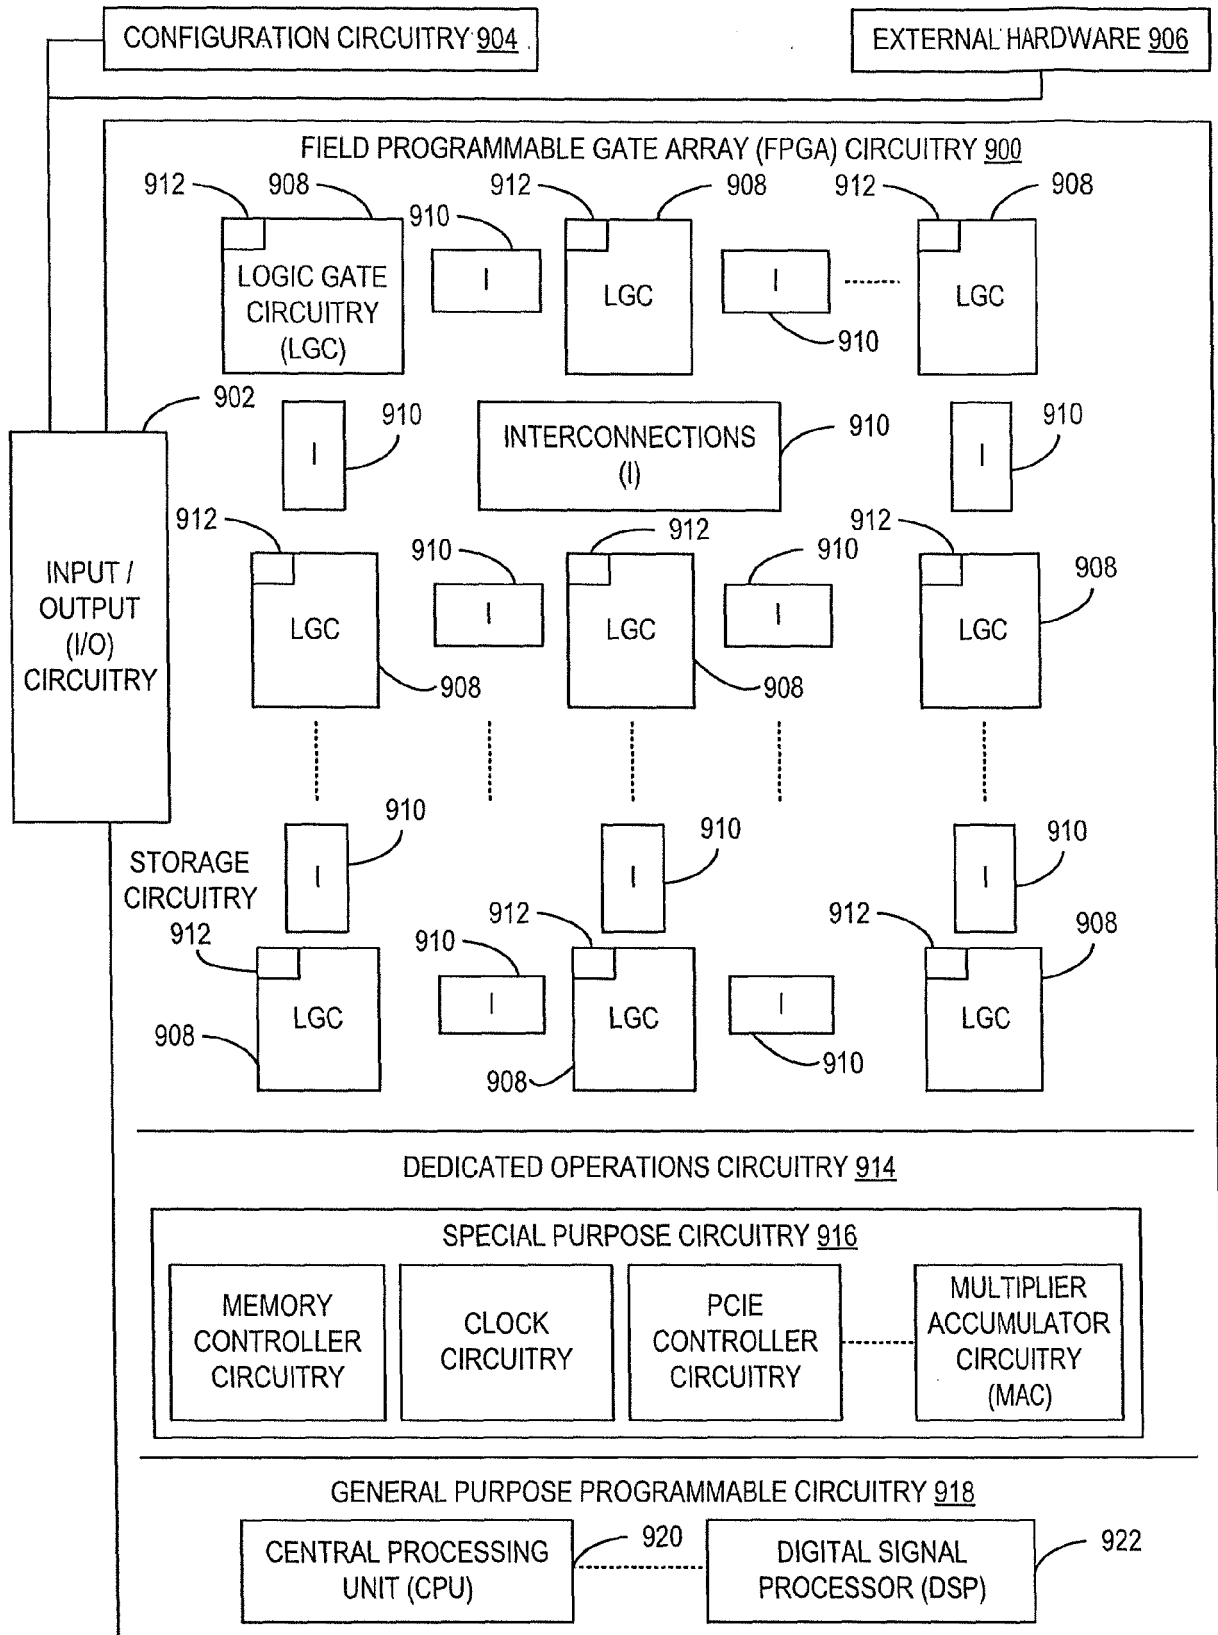 CONFIGURATION CIRCUITRY 904
EXTERNAL HARDWARE 906
FIELD PROGRAMMABLE GATE ARRAY (FPGA) CIRCUITRY 900
912
908
910
912
908
912
908
LOGIC GATE
CIRCUITRY
(LGC)
I
LGC
I
LGC
910
902
910
I
INTERCONNECTIONS
(I)
910
I
910
INPUT /
OUTPUT
(I/O)
CIRCUITRY
912
910
912
910
912
908
LGC
I
LGC
I
LGC
908
908
910
910
910
I
I
I
STORAGE
CIRCUITRY
912
910
912
912
908
LGC
I
LGC
I
LGC
908
908
910
DEDICATED OPERATIONS CIRCUITRY 914
SPECIAL PURPOSE CIRCUITRY 916
MEMORY
CONTROLLER
CIRCUITRY
CLOCK
CIRCUITRY
PCIE
CONTROLLER
CIRCUITRY
MULTIPLIER
ACCUMULATOR
CIRCUITRY
(MAC)
GENERAL PURPOSE PROGRAMMABLE CIRCUITRY 918
CENTRAL PROCESSING
UNIT (CPU)
920
DIGITAL SIGNAL
PROCESSOR (DSP)
922